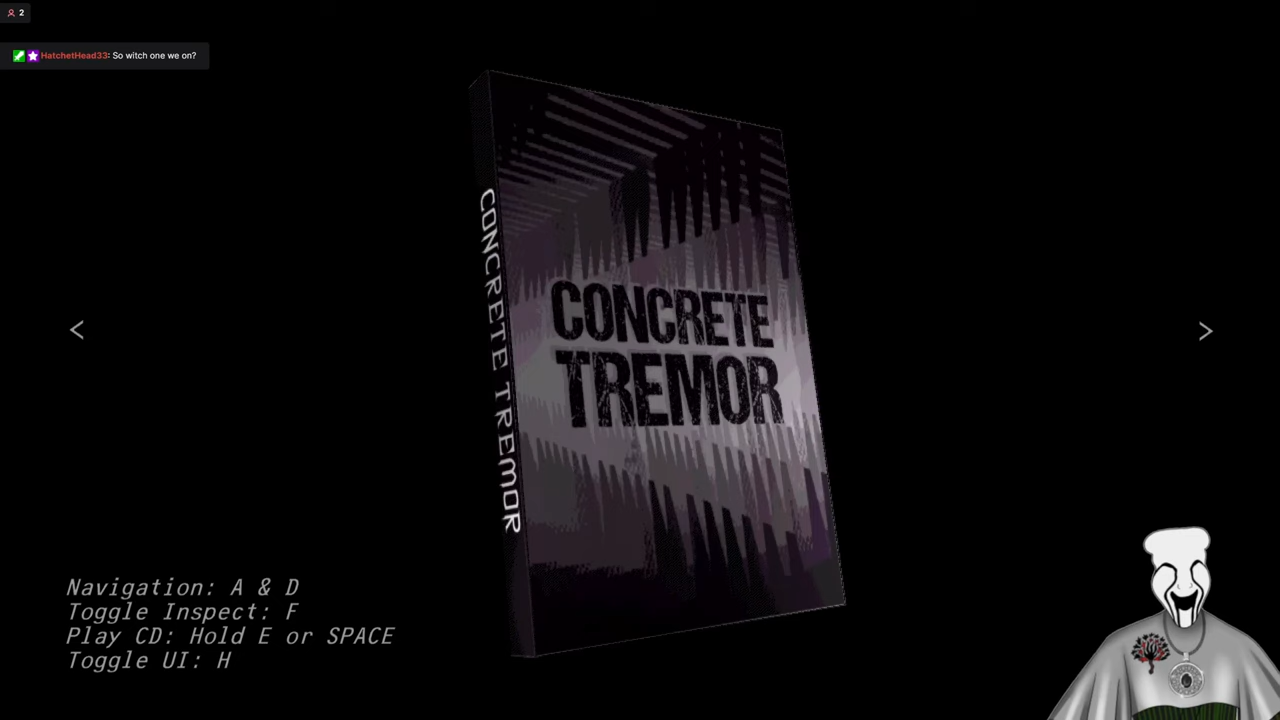 2
HatchetHead33: So witch one we on?
<
>
CONCRETE TREMOR
CONCRETE
TREMOR
Navigation: A & D
Toggle Inspect: F
Play CD: Hold E or SPACE
Toggle UI: H